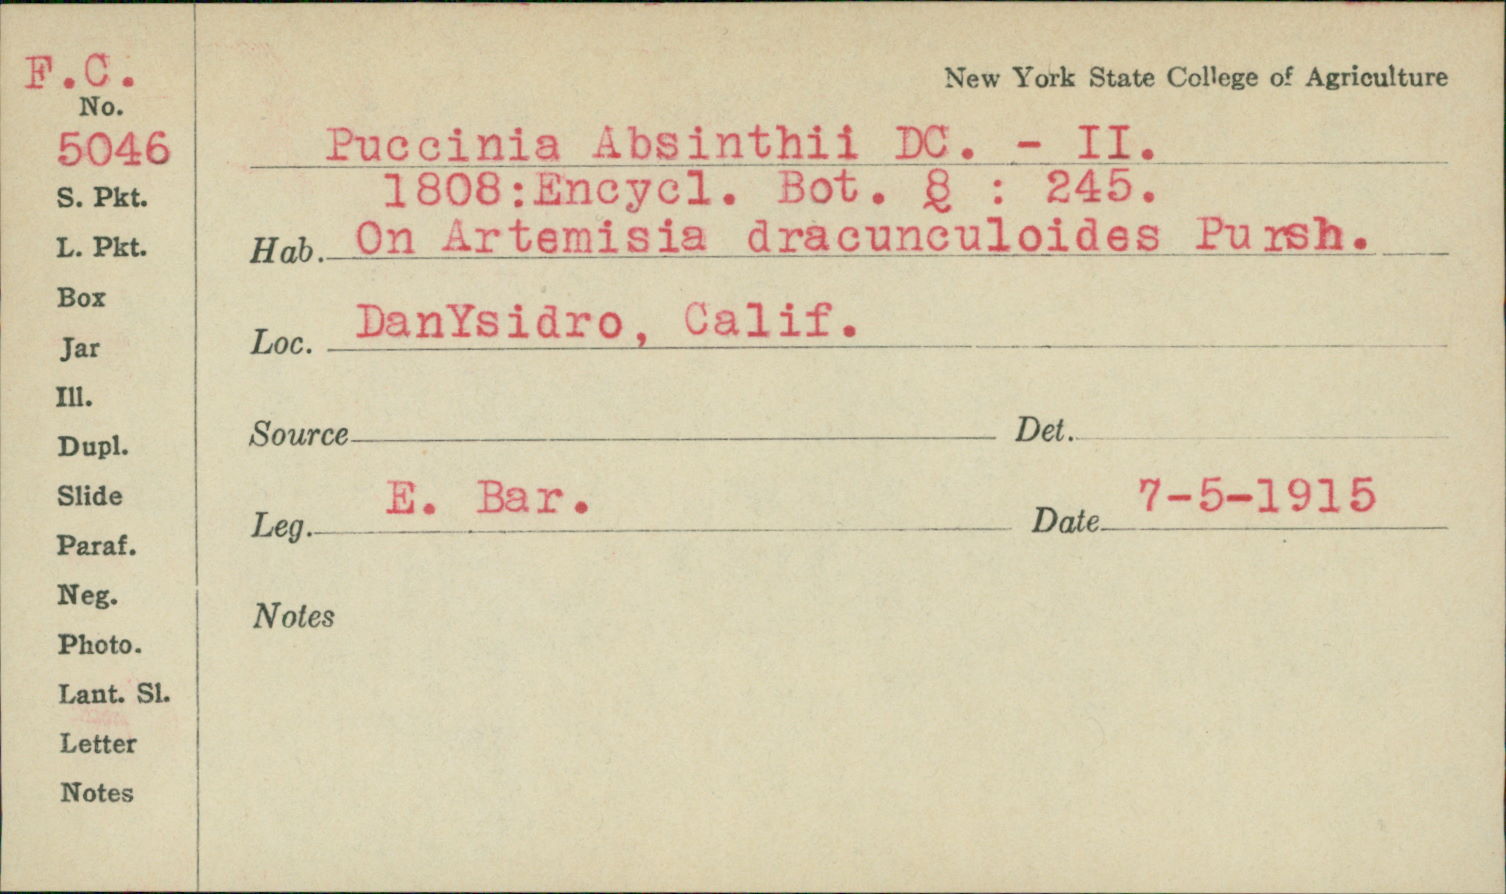 F.C.
New York State College of Agriculture
No.
5046
Puccinia Absinthii DC. - II.
1808:Encycl. Bot. 8 : 245.
S. Pkt.
Hab. On Artemisia dracunculoides Pursh.
L. Pkt.
Box
Loc. DanYsidro, Calif.
Jar
Ill.
Source Det.
Dupl.
Slide
Leg. E. Bar. Date 7-5-1915
Paraf.
Neg.
Notes
Photo.
Lant. Sl.
Letter
Notes